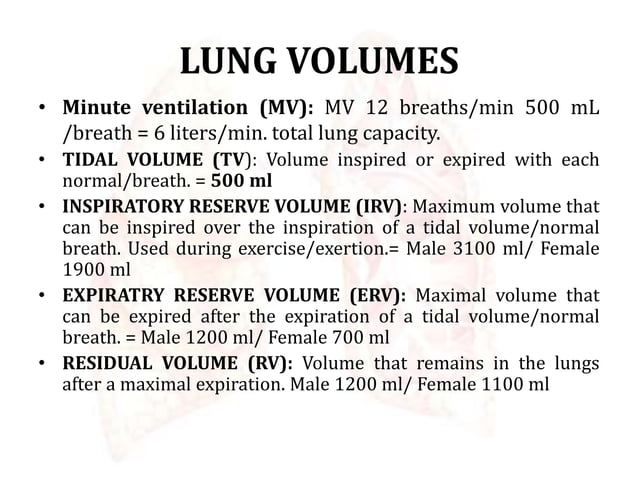 LUNG VOLUMES
• Minute ventilation (MV): MV 12 breaths/min 500 mL
/breath = 6 liters/min. total lung capacity.
• TIDAL VOLUME (TV): Volume inspired or expired with each
normal/breath. = 500 ml
• INSPIRATORY RESERVE VOLUME (IRV): Maximum volume that
can be inspired over the inspiration of a tidal volume/normal
breath. Used during exercise/exertion.= Male 3100 ml/ Female
1900 ml
• EXPIRATRY RESERVE VOLUME (ERV): Maximal volume that
can be expired after the expiration of a tidal volume/normal
breath. = Male 1200 ml/ Female 700 ml
• RESIDUAL VOLUME (RV): Volume that remains in the lungs
after a maximal expiration. Male 1200 ml/ Female 1100 ml